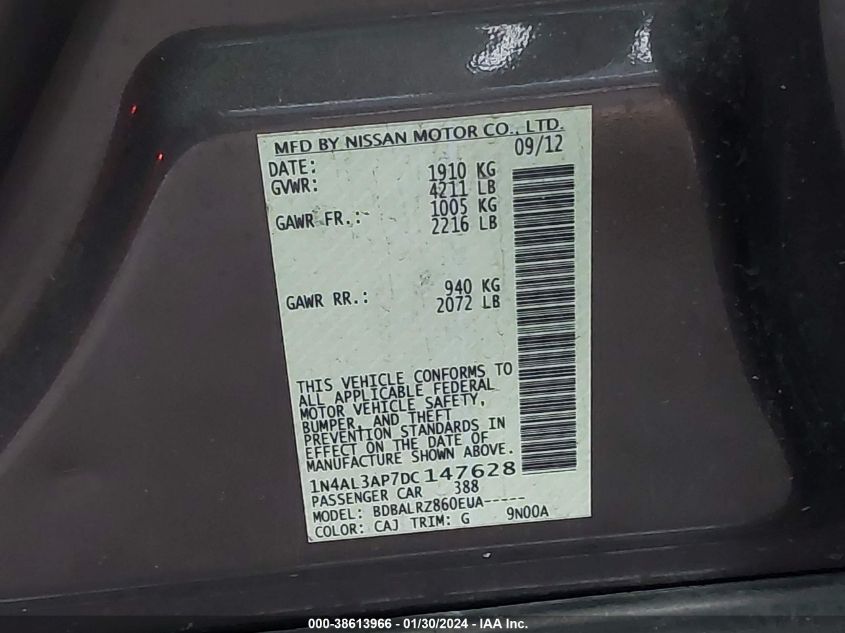 MFD BY NISSAN MOTOR CO., LTD.
DATE: 09/12
GVWR: 1910 KG
4211 LB
GAWR FR.: 1005 KG
2216 LB
GAWR RR.: 940 KG
2072 LB
THIS VEHICLE CONFORMS TO
ALL APPLICABLE FEDERAL
MOTOR VEHICLE SAFETY,
BUMPER, AND THEFT
PREVENTION STANDARDS IN
EFFECT ON THE DATE OF
MANUFACTURE SHOWN ABOVE.
1N4AL3AP7DC147628
PASSENGER CAR 388
MODEL: BDBALRZ860EUA-----
COLOR: CAJ TRIM: G 9N00A
000-38613966 - 01/30/2024 - IAA Inc.